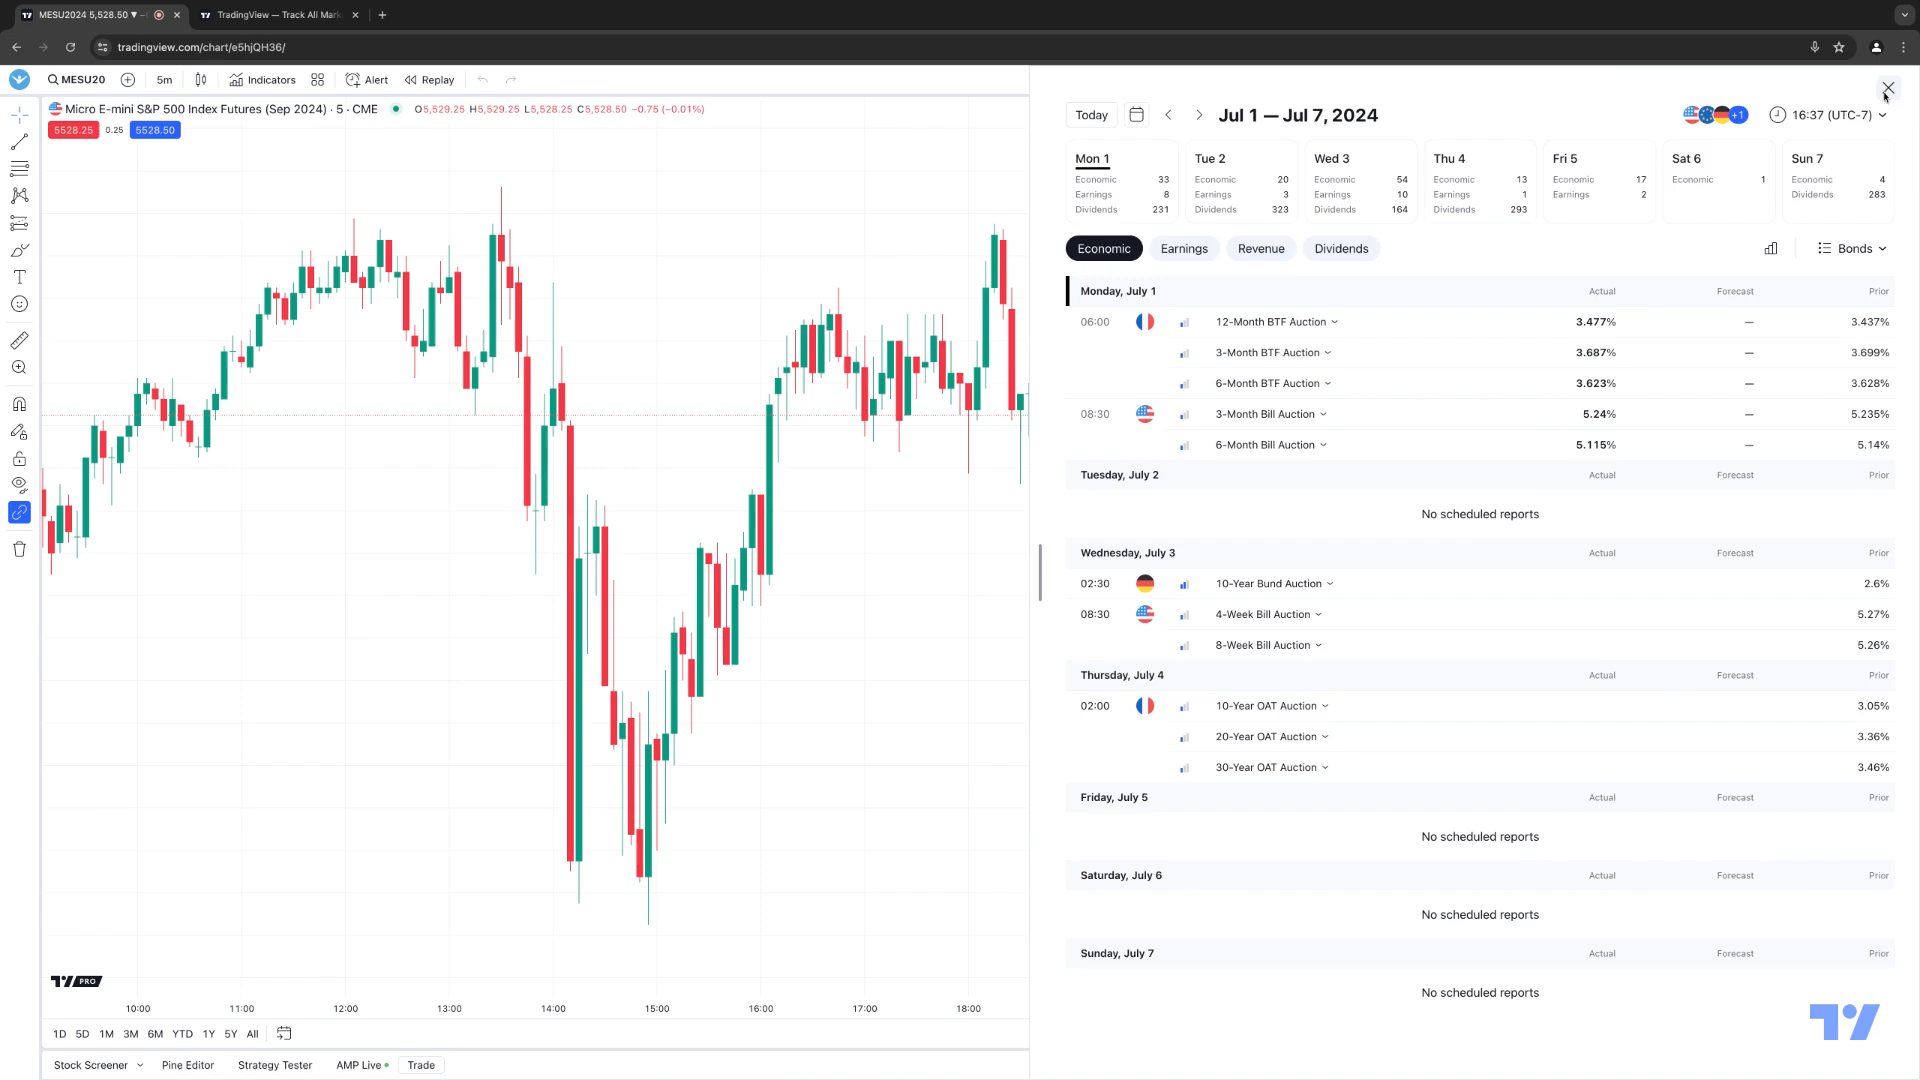 MESU2024 5,528.50 ▼ –
TradingView — Track All Mark
tradingview.com/chart/e5hjQH36/
MESU20
5m
Indicators
Alert
Replay
Micro E-mini S&P 500 Index Futures (Sep 2024) · 5 · CME
O5,529.25 H5,529.25 L5,528.25 C5,528.50 −0.75 (−0.01%)
5528.25 0.25 5528.50
Today
Jul 1 — Jul 7, 2024
+1
16:37 (UTC-7)
Mon 1
Economic 33
Earnings 8
Dividends 231
Tue 2
Economic 20
Earnings 3
Dividends 323
Wed 3
Economic 54
Earnings 10
Dividends 164
Thu 4
Economic 13
Earnings 1
Dividends 293
Fri 5
Economic 17
Earnings 2
Sat 6
Economic 1
Sun 7
Economic 4
Dividends 283
Economic Earnings Revenue Dividends
Bonds
Monday, July 1 Actual Forecast Prior
06:00 12-Month BTF Auction 3.477% — 3.437%
3-Month BTF Auction 3.687% — 3.699%
6-Month BTF Auction 3.623% — 3.628%
08:30 3-Month Bill Auction 5.24% — 5.235%
6-Month Bill Auction 5.115% — 5.14%
Tuesday, July 2 Actual Forecast Prior
No scheduled reports
Wednesday, July 3 Actual Forecast Prior
02:30 10-Year Bund Auction 2.6%
08:30 4-Week Bill Auction 5.27%
8-Week Bill Auction 5.26%
Thursday, July 4 Actual Forecast Prior
02:00 10-Year OAT Auction 3.05%
20-Year OAT Auction 3.36%
30-Year OAT Auction 3.46%
Friday, July 5 Actual Forecast Prior
No scheduled reports
Saturday, July 6 Actual Forecast Prior
No scheduled reports
Sunday, July 7 Actual Forecast Prior
No scheduled reports
PRO
10:00 11:00 12:00 13:00 14:00 15:00 16:00 17:00 18:00
1D 5D 1M 3M 6M YTD 1Y 5Y All
Stock Screener Pine Editor Strategy Tester AMP Live Trade